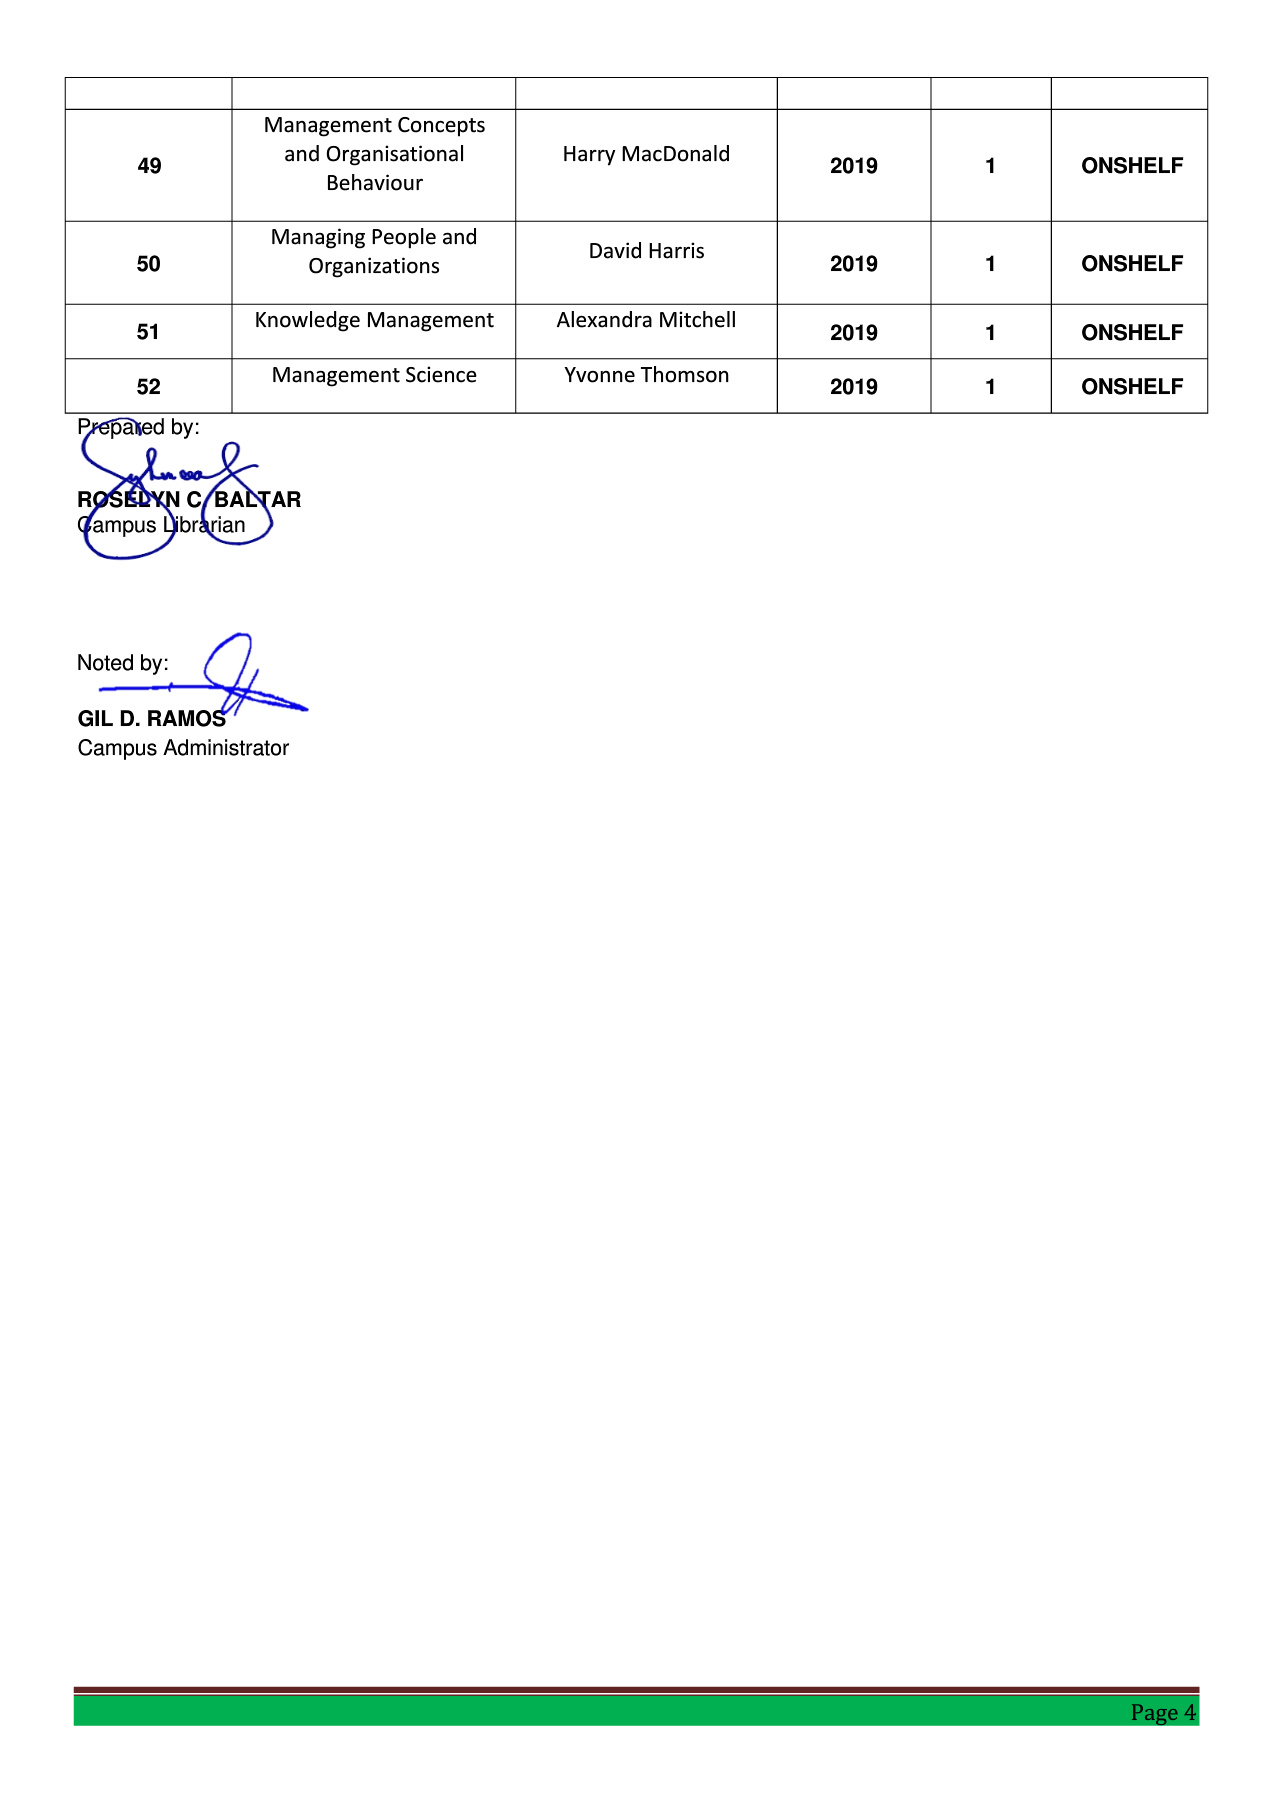 49
Management Concepts
and Organisational
Behaviour
Harry MacDonald
2019
1
ONSHELF
50
Managing People and
Organizations
David Harris
2019
1
ONSHELF
51
Knowledge Management
Alexandra Mitchell
2019
1
ONSHELF
52
Management Science
Yvonne Thomson
2019
1
ONSHELF
Prepared by:
ROSELYN C. BALTAR
Campus Librarian
Noted by:
GIL D. RAMOS
Campus Administrator
Page 4